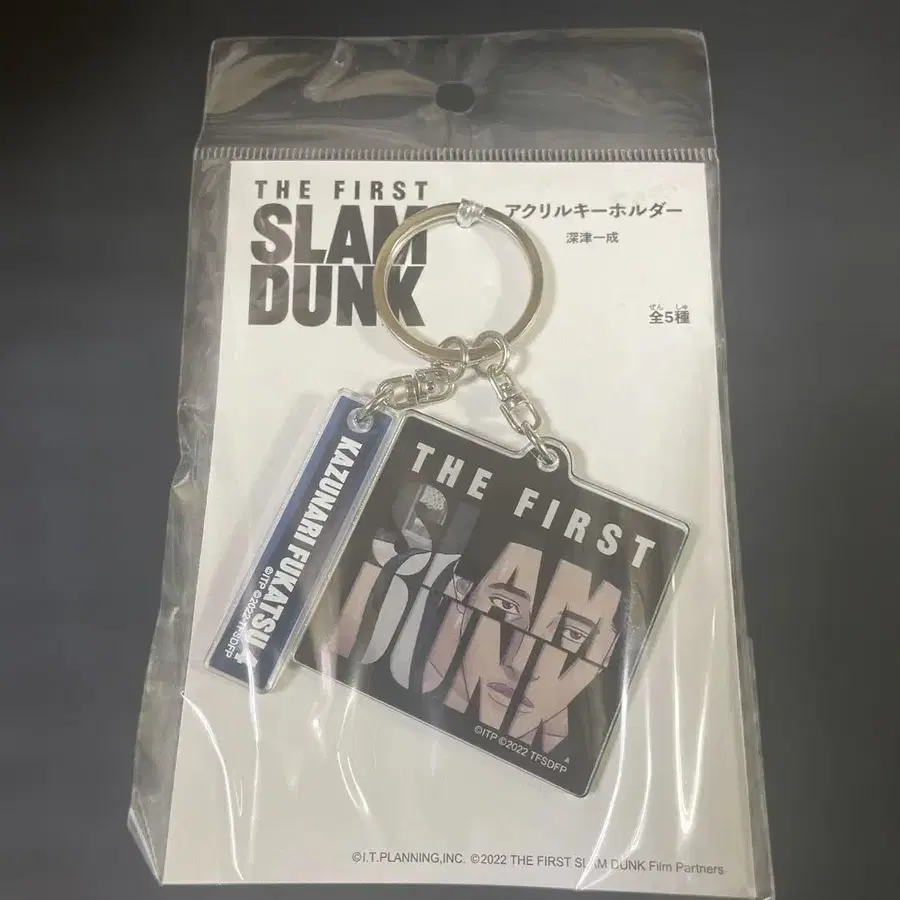 THE FIRST
SLAM
DUNK
アクリルキーホルダー
深津一成
ぜん しゅ
全5種
KAZUNARI FUKATSU 4
©ITP ©2022 TFSDFP
THE FIRST
SLAM
DUNK
©ITP ©2022 TFSDFP
©I.T.PLANNING,INC. ©2022 THE FIRST SLAM DUNK Film Partners